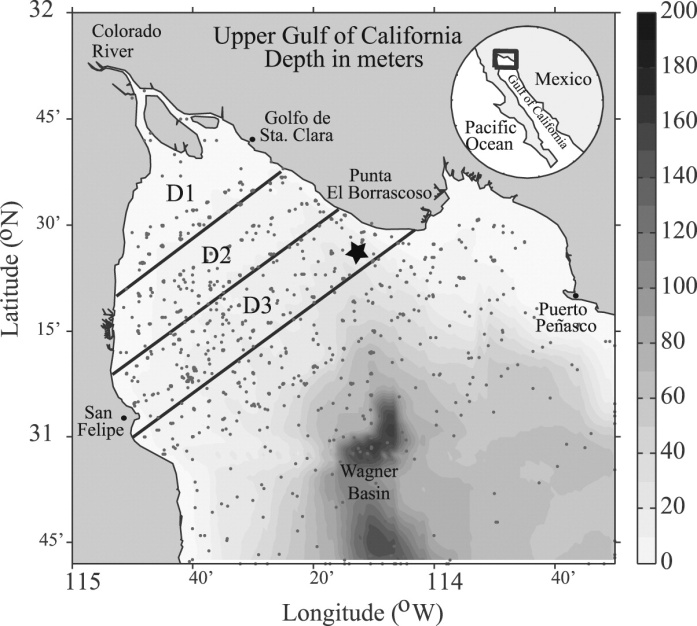 32
45'
30'
15'
31
45'
Latitude (ºN)
115
40'
20'
114
40'
Longitude (ºW)
Upper Gulf of California
Depth in meters
Colorado
River
Golfo de
Sta. Clara
Punta
El Borrascoso
Puerto
Peñasco
San
Felipe
Wagner
Basin
D1
D2
D3
Mexico
Gulf of California
Pacific
Ocean
200
180
160
140
120
100
80
60
40
20
0